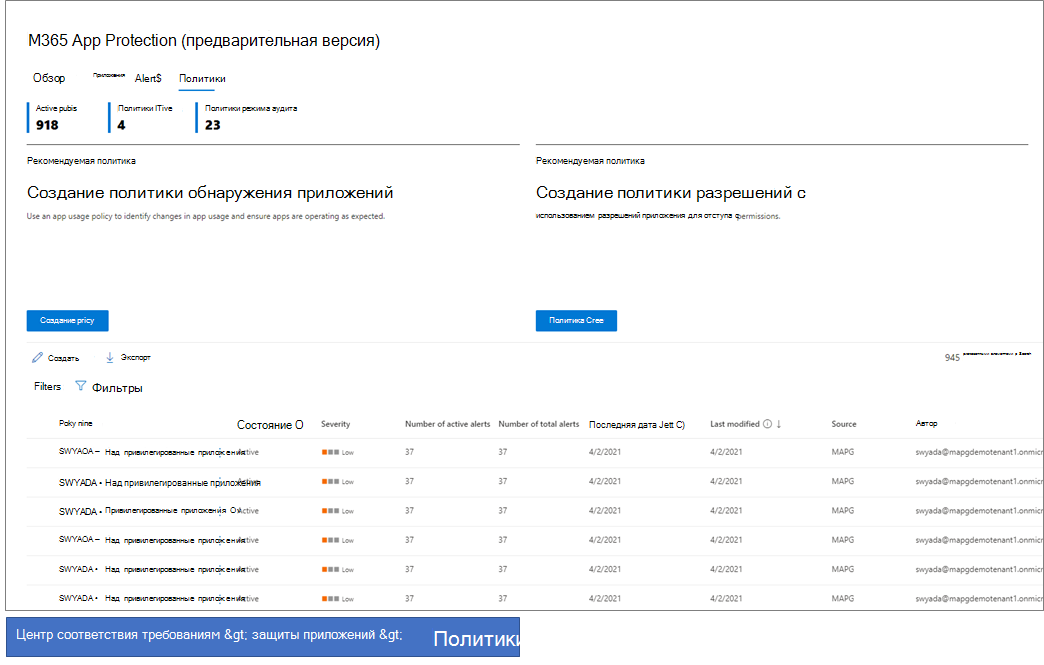 M365 App Protection (предварительная версия)
Обзор Приложения Alert$ Политики
Active pubis Политики ITive Политики режима аудита
918 4 23
Рекомендуемая политика Рекомендуемая политика
Создание политики обнаружения приложений Создание политики разрешений с
Use an app usage policy to identify changes in app usage and ensure apps are operating as expected. использованием разрешений приложения для отступа permissions.
Создание pricy Политика Cree
Создать Экспорт 945
Filters Фильтры
Poky nine Состояние О Severity Number of active alerts Number of total alerts Последняя дата Jett С) Last modified ↓ Source Автор
SWYAOA – Над привилегированные приложения Active Low 37 37 4/2/2021 4/2/2021 MAPG swyada@mapgdemotenant1.onmicr
SWYADA • Над привилегированные приложения Active Low 37 37 4/2/2021 4/2/2021 MAPG swyada@mapgdemotenant1.onmicr
SWYADA • Привилегированные приложения Ov Active Low 37 37 4/2/2021 4/2/2021 MAPG swyada@mapgdemotenant1.onmicr
SWYAOA – Над привилегированные приложения Active Low 37 37 4/2/2021 4/2/2021 MAPG swyada@mapgdemotenant1.onmicr
SWYADA • Над привилегированные приложения Active Low 37 37 4/2/2021 4/2/2021 MAPG swyada@mapgdemotenant1.onmicr
SWYADA • Над привилегированные приложения Active Low 37 37 4/2/2021 4/2/2021 MAPG swyada@mapgdemotenant1.onmicr
Центр соответствия требованиям &gt; защиты приложений &gt; Политики